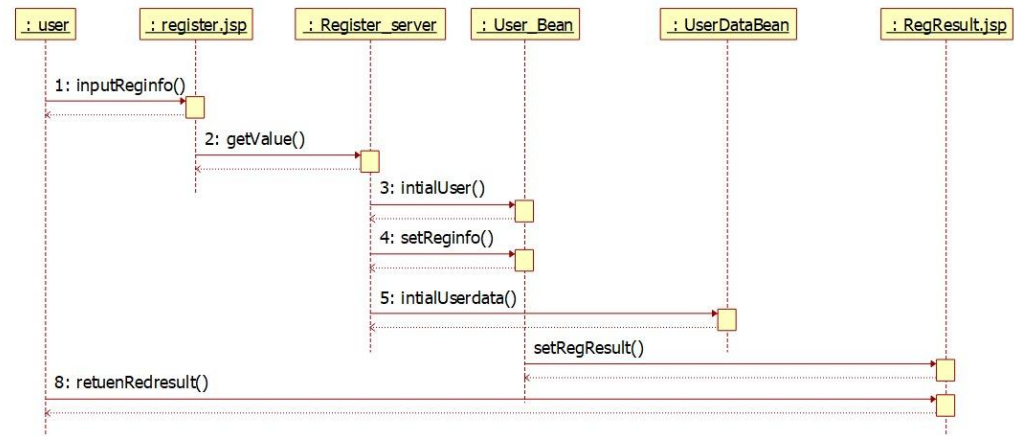 : user
: register.jsp
: Register_server
: User_Bean
: UserDataBean
: RegResult.jsp
1: inputReginfo()
2: getValue()
3: intialUser()
4: setReginfo()
5: intialUserdata()
setRegResult()
8: retuenRedresult()